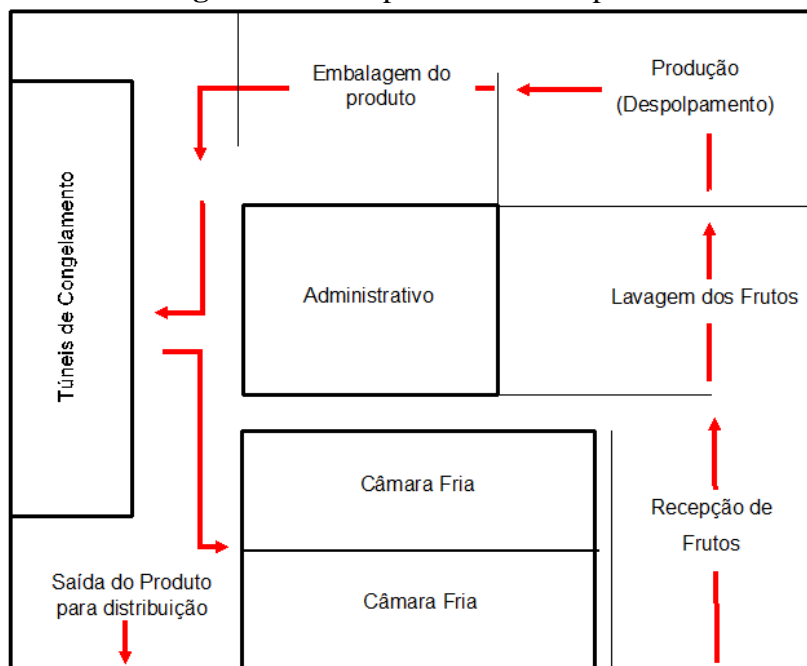 Embalagem do
produto
Produção
(Despolpamento)
Túneis de Congelamento
Administrativo
Lavagem dos Frutos
Câmara Fria
Recepção de
Frutos
Saída do Produto
para distribuição
Câmara Fria